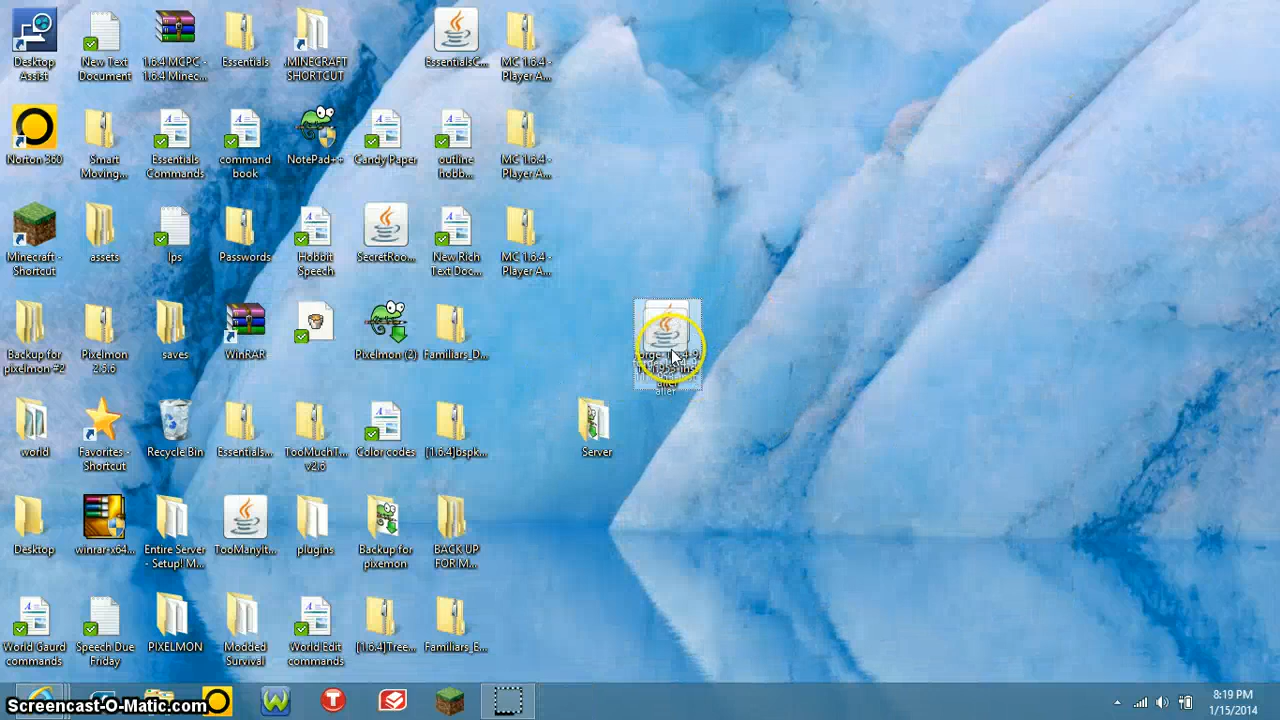 Desktop
Assist
New Text
Document
1.6.4 MCPC -
1.6.4 Minec...
Essentials
.MINECRAFT
SHORTCUT
EssentialsC...
MC 1.6.4 -
Player A...
Norton 360
Smart
Moving...
Essentials
Commands
command
book
NotePad++
Candy Paper
outline
hobb...
MC 1.6.4 -
Player A...
Minecraft -
Shortcut
assets
Ips
Passwords
Hobbit
Speech
SecretRoo...
New Rich
Text Doc...
MC 1.6.4 -
Player A...
Backup for
pixelmon #2
Pixelmon
2.5.6
saves
WinRAR
Pixelmon (2)
Familiars_D...
aller
world
Favorites -
Shortcut
Recycle Bin
Essentials...
TooMuchT...
v2.6
Color codes
[1.6.4]bspk...
Server
Desktop
winrar-x64...
Entire Server
- Setup! M...
TooManyIt...
plugins
Backup for
pixemon
BACK UP
FOR M...
World Gaurd
commands
Speech Due
Friday
PIXELMON
Modded
Survival
World Edit
commands
[1.6.4]Tree...
Familiars_E...
Screencast-O-Matic.com
8:19 PM
1/15/2014